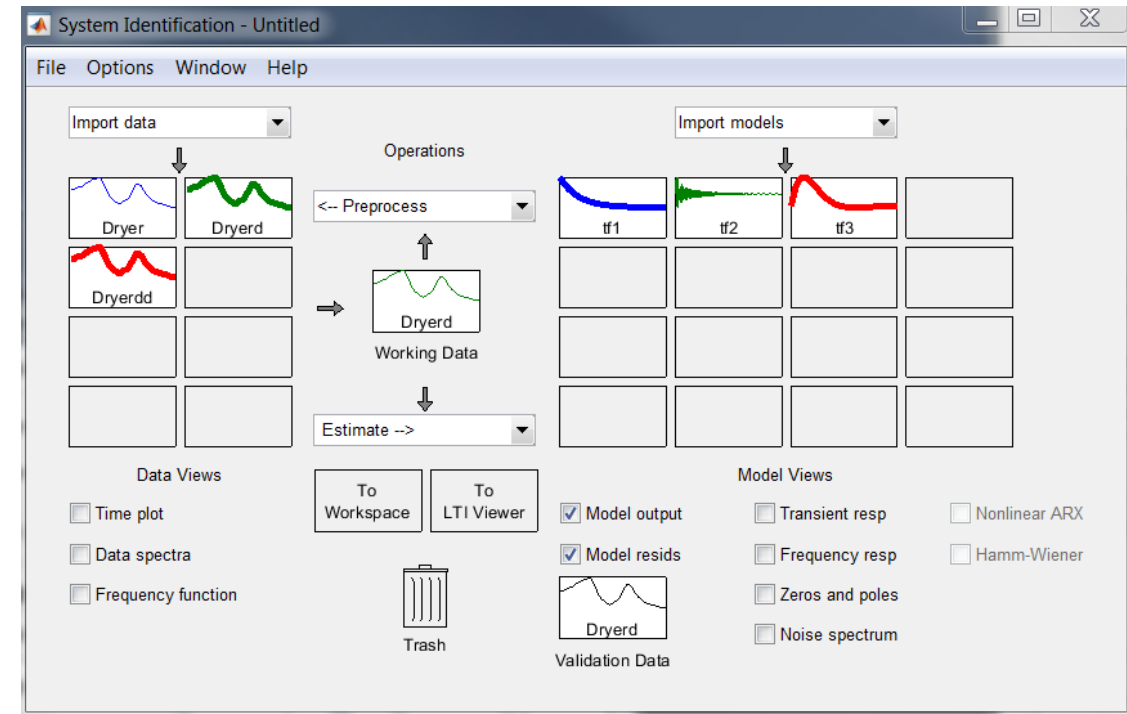 System Identification - Untitled
File Options Window Help
Import data
Import models
Operations
Dryer
Dryerd
<-- Preprocess
tf1
tf2
tf3
Dryerdd
Dryerd
Working Data
Estimate -->
Data Views
To
Workspace
To
LTI Viewer
Model Views
Time plot
Data spectra
Frequency function
Trash
Model output
Model resids
Dryerd
Validation Data
Transient resp
Frequency resp
Zeros and poles
Noise spectrum
Nonlinear ARX
Hamm-Wiener